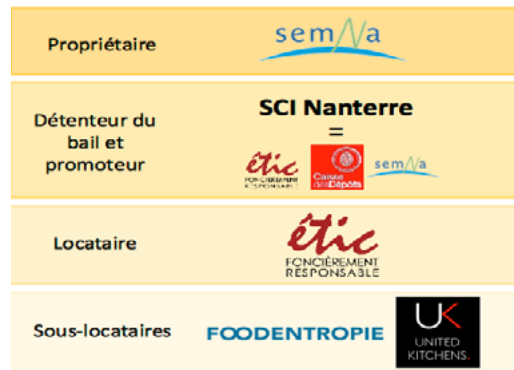 Propriétaire
semNa
Détenteur du
bail et
promoteur
SCI Nanterre
=
étic
FONCIÈREMENT
RESPONSABLE
Caisse
des Dépôts
semNa
Locataire
étic
FONCIÈREMENT
RESPONSABLE
Sous-locataires
FOODENTROPIE
UK
UNITED
KITCHENS.